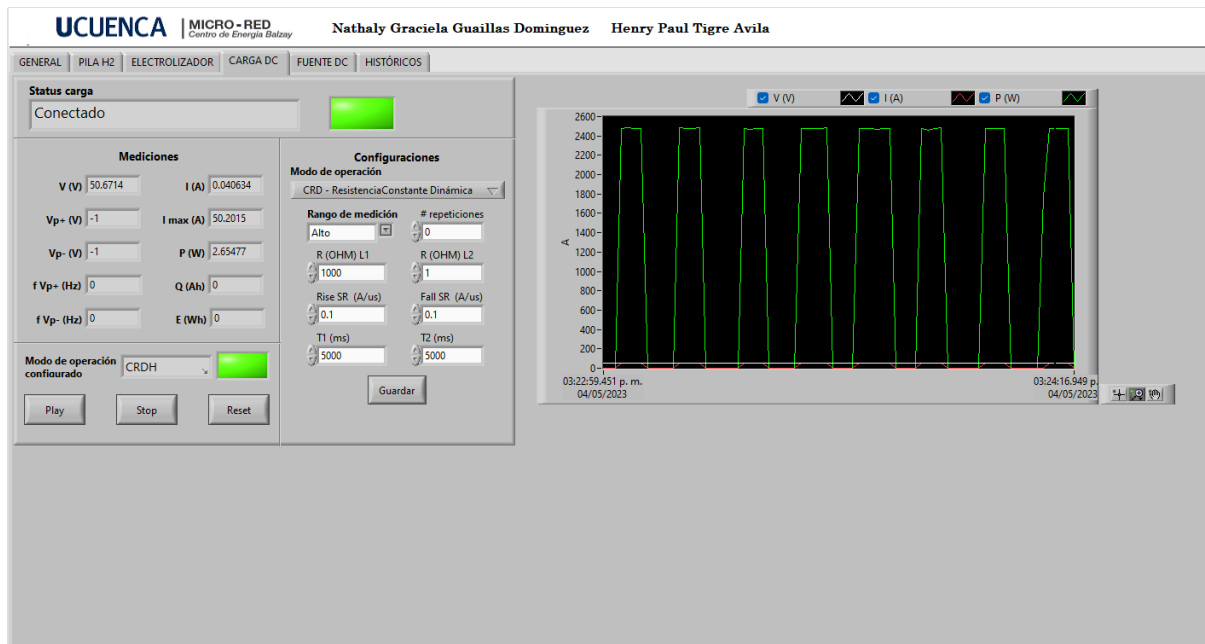 UCUENCA MICRO-RED
Centro de Energía Balzay
Nathaly Graciela Guaillas Dominguez Henry Paul Tigre Avila
GENERAL PILA H2 ELECTROLIZADOR CARGA DC FUENTE DC HISTÓRICOS
Status carga
Conectado
Mediciones
V (V) 50.6714 I (A) 0.040634
Vp+ (V) -1 I max (A) 50.2015
Vp- (V) -1 P (W) 2.65477
f Vp+ (Hz) 0 Q (Ah) 0
f Vp- (Hz) 0 E (Wh) 0
Modo de operación
configurado
CRDH
Play Stop Reset
Configuraciones
Modo de operación
CRD - ResistenciaConstante Dinámica
Rango de medición # repeticiones
Alto 0
R (OHM) L1 R (OHM) L2
1000 1
Rise SR (A/us) Fall SR (A/us)
0.1 0.1
T1 (ms) T2 (ms)
5000 5000
Guardar
V (V) I (A) P (W)
2600
2400
2200
2000
1800
1600
1400
1200
1000
800
600
400
200
0
A
03:22:59.451 p. m. 03:24:16.949 p.
04/05/2023 04/05/2023